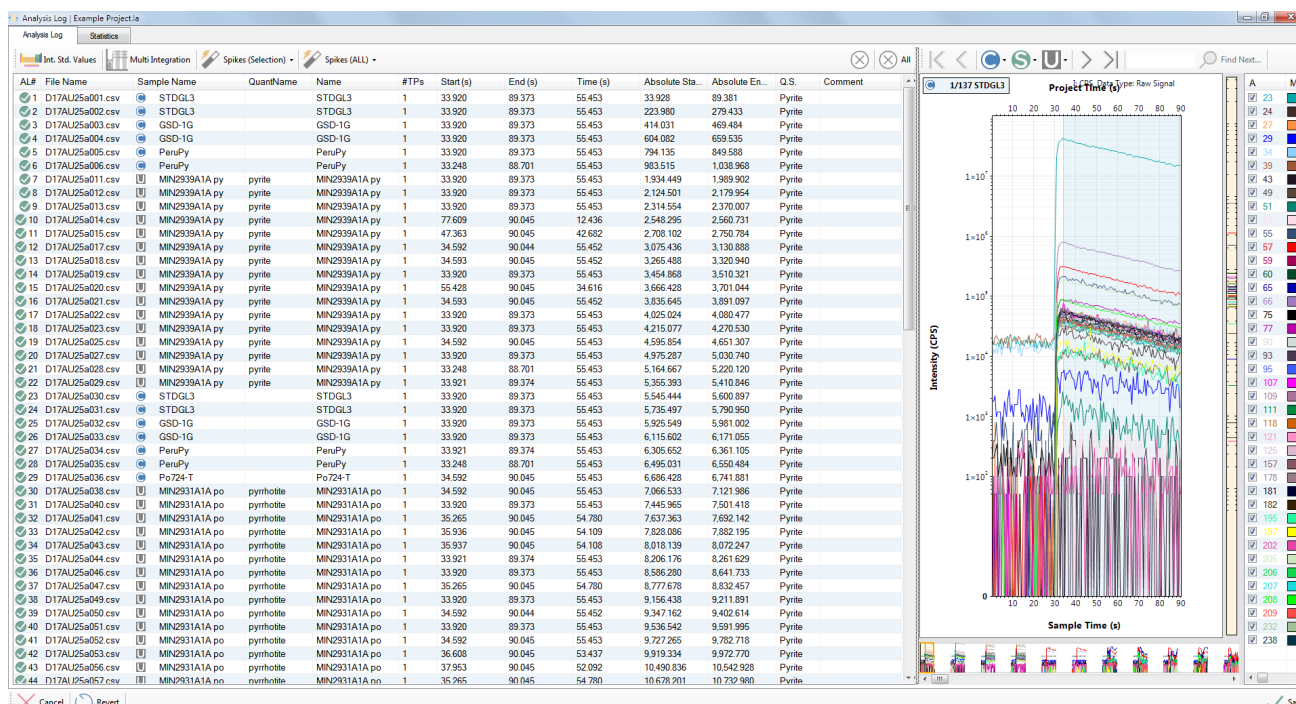 Analysis Log | Example Project.la
Analysis Log Statistics
Int. Std. Values Multi Integration Spikes (Selection) Spikes (ALL) All C S U Find Next...
AL# File Name Sample Name QuantName Name #TPs Start (s) End (s) Time (s) Absolute Sta... Absolute En... Q.S. Comment
1 D17AU25a001.csv C STDGL3 STDGL3 1 33.920 89.373 55.453 33.928 89.381 Pyrite
2 D17AU25a002.csv C STDGL3 STDGL3 1 33.920 89.373 55.453 223.980 279.433 Pyrite
3 D17AU25a003.csv C GSD-1G GSD-1G 1 33.920 89.373 55.453 414.031 469.484 Pyrite
4 D17AU25a004.csv C GSD-1G GSD-1G 1 33.920 89.373 55.453 604.082 659.535 Pyrite
5 D17AU25a005.csv C PeruPy PeruPy 1 33.920 89.373 55.453 794.135 849.588 Pyrite
6 D17AU25a006.csv C PeruPy PeruPy 1 33.248 88.701 55.453 983.515 1,038.968 Pyrite
7 D17AU25a011.csv U MIN2939A1A py pyrite MIN2939A1A py 1 33.920 89.373 55.453 1,934.449 1,989.902 Pyrite
8 D17AU25a012.csv U MIN2939A1A py pyrite MIN2939A1A py 1 33.920 89.373 55.453 2,124.501 2,179.954 Pyrite
9 D17AU25a013.csv U MIN2939A1A py pyrite MIN2939A1A py 1 33.920 89.373 55.453 2,314.554 2,370.007 Pyrite
10 D17AU25a014.csv U MIN2939A1A py pyrite MIN2939A1A py 1 77.609 90.045 12.436 2,548.295 2,560.731 Pyrite
11 D17AU25a015.csv U MIN2939A1A py pyrite MIN2939A1A py 1 47.363 90.045 42.682 2,708.102 2,750.784 Pyrite
12 D17AU25a017.csv U MIN2939A1A py pyrite MIN2939A1A py 1 34.592 90.044 55.452 3,075.436 3,130.888 Pyrite
13 D17AU25a018.csv U MIN2939A1A py pyrite MIN2939A1A py 1 34.593 90.045 55.452 3,265.488 3,320.940 Pyrite
14 D17AU25a019.csv U MIN2939A1A py pyrite MIN2939A1A py 1 33.920 89.373 55.453 3,454.868 3,510.321 Pyrite
15 D17AU25a020.csv U MIN2939A1A py pyrite MIN2939A1A py 1 55.428 90.045 34.616 3,666.428 3,701.044 Pyrite
16 D17AU25a021.csv U MIN2939A1A py pyrite MIN2939A1A py 1 34.593 90.045 55.452 3,835.645 3,891.097 Pyrite
17 D17AU25a022.csv U MIN2939A1A py pyrite MIN2939A1A py 1 33.920 89.373 55.453 4,025.024 4,080.477 Pyrite
18 D17AU25a023.csv U MIN2939A1A py pyrite MIN2939A1A py 1 33.920 89.373 55.453 4,215.077 4,270.530 Pyrite
19 D17AU25a025.csv U MIN2939A1A py pyrite MIN2939A1A py 1 34.592 90.045 55.453 4,595.854 4,651.307 Pyrite
20 D17AU25a027.csv U MIN2939A1A py pyrite MIN2939A1A py 1 33.920 89.373 55.453 4,975.287 5,030.740 Pyrite
21 D17AU25a028.csv U MIN2939A1A py pyrite MIN2939A1A py 1 33.248 88.701 55.453 5,164.667 5,220.120 Pyrite
22 D17AU25a029.csv U MIN2939A1A py pyrite MIN2939A1A py 1 33.921 89.374 55.453 5,355.393 5,410.846 Pyrite
23 D17AU25a030.csv C STDGL3 STDGL3 1 33.920 89.373 55.453 5,545.444 5,600.897 Pyrite
24 D17AU25a031.csv C STDGL3 STDGL3 1 33.920 89.373 55.453 5,735.497 5,790.950 Pyrite
25 D17AU25a032.csv C GSD-1G GSD-1G 1 33.920 89.373 55.453 5,925.549 5,981.002 Pyrite
26 D17AU25a033.csv C GSD-1G GSD-1G 1 33.920 89.373 55.453 6,115.602 6,171.055 Pyrite
27 D17AU25a034.csv C PeruPy PeruPy 1 33.921 89.374 55.453 6,305.652 6,361.105 Pyrite
28 D17AU25a035.csv C PeruPy PeruPy 1 33.248 88.701 55.453 6,495.031 6,550.484 Pyrite
29 D17AU25a036.csv C Po724-T Po724-T 1 34.592 90.045 55.453 6,686.428 6,741.881 Pyrite
30 D17AU25a038.csv U MIN2931A1A po pyrrhotite MIN2931A1A po 1 34.592 90.045 55.453 7,066.533 7,121.986 Pyrite
31 D17AU25a040.csv U MIN2931A1A po pyrrhotite MIN2931A1A po 1 33.920 89.373 55.453 7,445.965 7,501.418 Pyrite
32 D17AU25a041.csv U MIN2931A1A po pyrrhotite MIN2931A1A po 1 35.265 90.045 54.780 7,637.363 7,692.142 Pyrite
33 D17AU25a042.csv U MIN2931A1A po pyrrhotite MIN2931A1A po 1 35.936 90.045 54.109 7,828.086 7,882.195 Pyrite
34 D17AU25a043.csv U MIN2931A1A po pyrrhotite MIN2931A1A po 1 35.937 90.045 54.108 8,018.139 8,072.247 Pyrite
35 D17AU25a044.csv U MIN2931A1A po pyrrhotite MIN2931A1A po 1 33.921 89.374 55.453 8,206.176 8,261.629 Pyrite
36 D17AU25a046.csv U MIN2931A1A po pyrrhotite MIN2931A1A po 1 33.920 89.373 55.453 8,586.280 8,641.733 Pyrite
37 D17AU25a047.csv U MIN2931A1A po pyrrhotite MIN2931A1A po 1 35.265 90.045 54.780 8,777.678 8,832.457 Pyrite
38 D17AU25a049.csv U MIN2931A1A po pyrrhotite MIN2931A1A po 1 33.920 89.373 55.453 9,156.438 9,211.891 Pyrite
39 D17AU25a050.csv U MIN2931A1A po pyrrhotite MIN2931A1A po 1 34.592 90.044 55.452 9,347.162 9,402.614 Pyrite
40 D17AU25a051.csv U MIN2931A1A po pyrrhotite MIN2931A1A po 1 33.920 89.373 55.453 9,536.542 9,591.995 Pyrite
41 D17AU25a052.csv U MIN2931A1A po pyrrhotite MIN2931A1A po 1 34.592 90.045 55.453 9,727.265 9,782.718 Pyrite
42 D17AU25a053.csv U MIN2931A1A po pyrrhotite MIN2931A1A po 1 36.608 90.045 53.437 9,919.334 9,972.770 Pyrite
43 D17AU25a056.csv U MIN2931A1A po pyrrhotite MIN2931A1A po 1 37.953 90.045 52.092 10,490.836 10,542.928 Pyrite
44 D17AU25a057.csv U MIN2931A1A po pyrrhotite MIN2931A1A po 1 35.265 90.045 54.780 10,678.201 10,732.980 Pyrite
C 1/137 STDGL3
Project Time (s)
Data Type: Raw Signal
10 20 30 40 50 60 70 80 90
1×10⁷
1×10⁶
1×10⁵
1×10⁴
1×10²
0
Intensity (CPS)
10 20 30 40 50 60 70 80 90
Sample Time (s)
A M
23
24
27
29
34
39
43
49
51
55
57
59
60
65
66
75
77
90
93
95
107
109
111
118
121
125
157
178
181
182
195
202
206
207
208
209
232
238
Cancel Revert